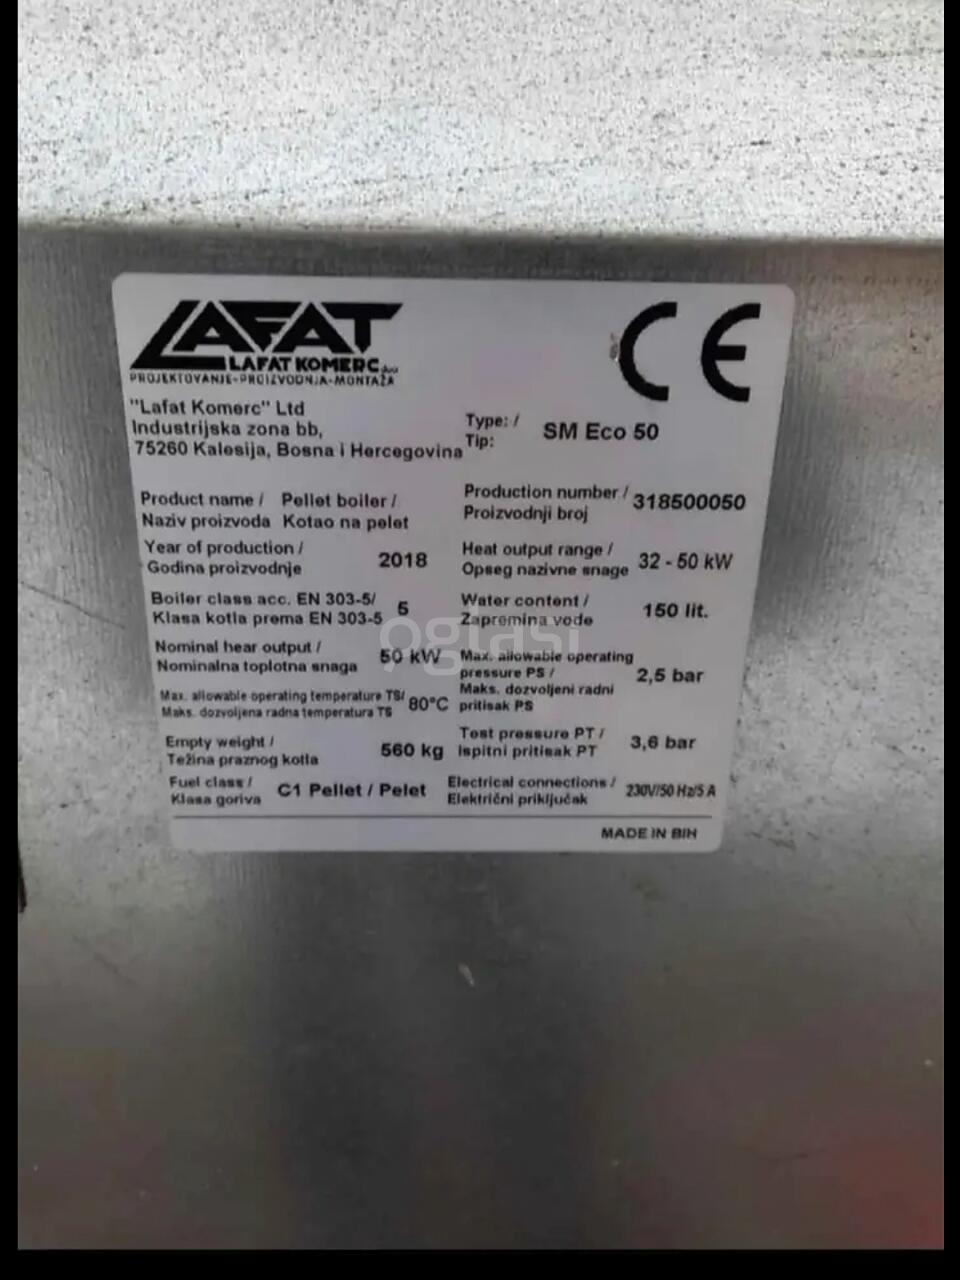 LAFAT
LAFAT KOMERC doo
PROJEKTOVANJE-PROIZVODNJA-MONTAŽA
CE
"Lafat Komerc" Ltd
Industrijska zona bb,
75260 Kalesija, Bosna i Hercegovina
Type: /
Tip:
SM Eco 50
Product name / Pellet boiler /
Naziv proizvoda Kotao na pelet
Production number /
Proizvodnji broj
318500050
Year of production /
Godina proizvodnje
2018
Heat output range /
Opseg nazivne snage
32 - 50 kW
Boiler class acc. EN 303-5/
Klasa kotla prema EN 303-5
5
Water content /
Zapremina vode
150 lit.
Nominal hear output /
Nominalna toplotna snaga
50 kW
Max. allowable operating
pressure PS /
Maks. dozvoljeni radni
pritisak PS
2,5 bar
Max. allowable operating temperature TS/
Maks. dozvoljena radna temperatura TS
80°C
Test pressure PT /
Ispitni pritisak PT
3,6 bar
Empty weight /
Težina praznog kotla
560 kg
Fuel class /
Klasa goriva
C1 Pellet / Pelet
Electrical connections /
Električni priključak
230V/50 Hz/5 A
MADE IN BIH
oglasi